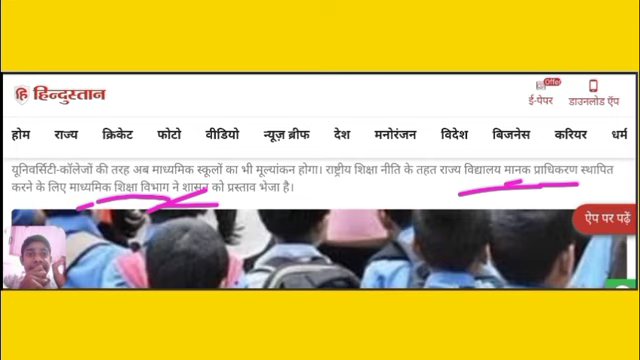 हिन्दुस्तान
Offer
ई-पेपर
डाउनलोड ऍप
होम राज्य क्रिकेट फोटो वीडियो न्यूज़ ब्रीफ देश मनोरंजन विदेश बिजनेस करियर धर्म
यूनिवर्सिटी-कॉलेजों की तरह अब माध्यमिक स्कूलों का भी मूल्यांकन होगा। राष्ट्रीय शिक्षा नीति के तहत राज्य विद्यालय मानक प्राधिकरण स्थापित
करने के लिए माध्यमिक शिक्षा विभाग ने शासन को प्रस्ताव भेजा है।
ऐप पर पढ़ें